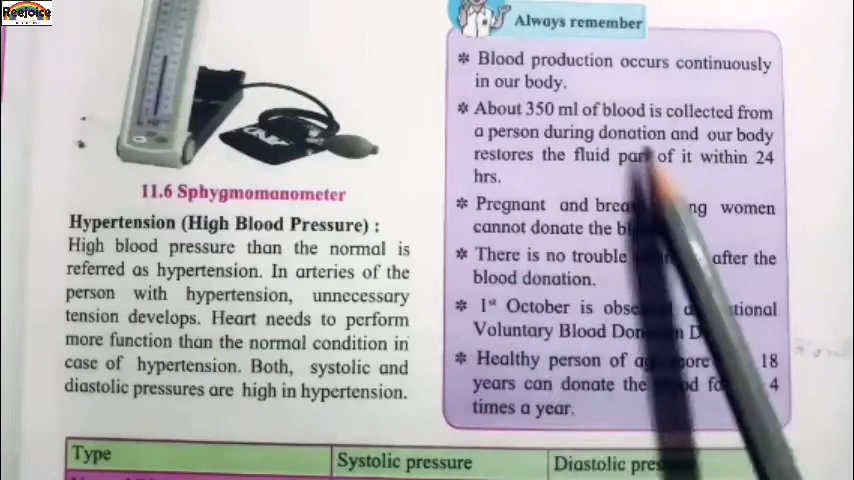 Reejoice
Always remember
* Blood production occurs continuously
in our body.
* About 350 ml of blood is collected from
a person during donation and our body
restores the fluid part of it within 24
hrs.
* Pregnant and women
cannot donate the
* There is no trouble after the
blood donation.
* 1st October is
Voluntary Blood
* Healthy person of 18
years can donate the 4
times a year.
11.6 Sphygmomanometer
Hypertension (High Blood Pressure) :
High blood pressure than the normal is
referred as hypertension. In arteries of the
person with hypertension, unnecessary
tension develops. Heart needs to perform
more function than the normal condition in
case of hypertension. Both, systolic and
diastolic pressures are high in hypertension.
Type
Systolic pressure
Diastolic